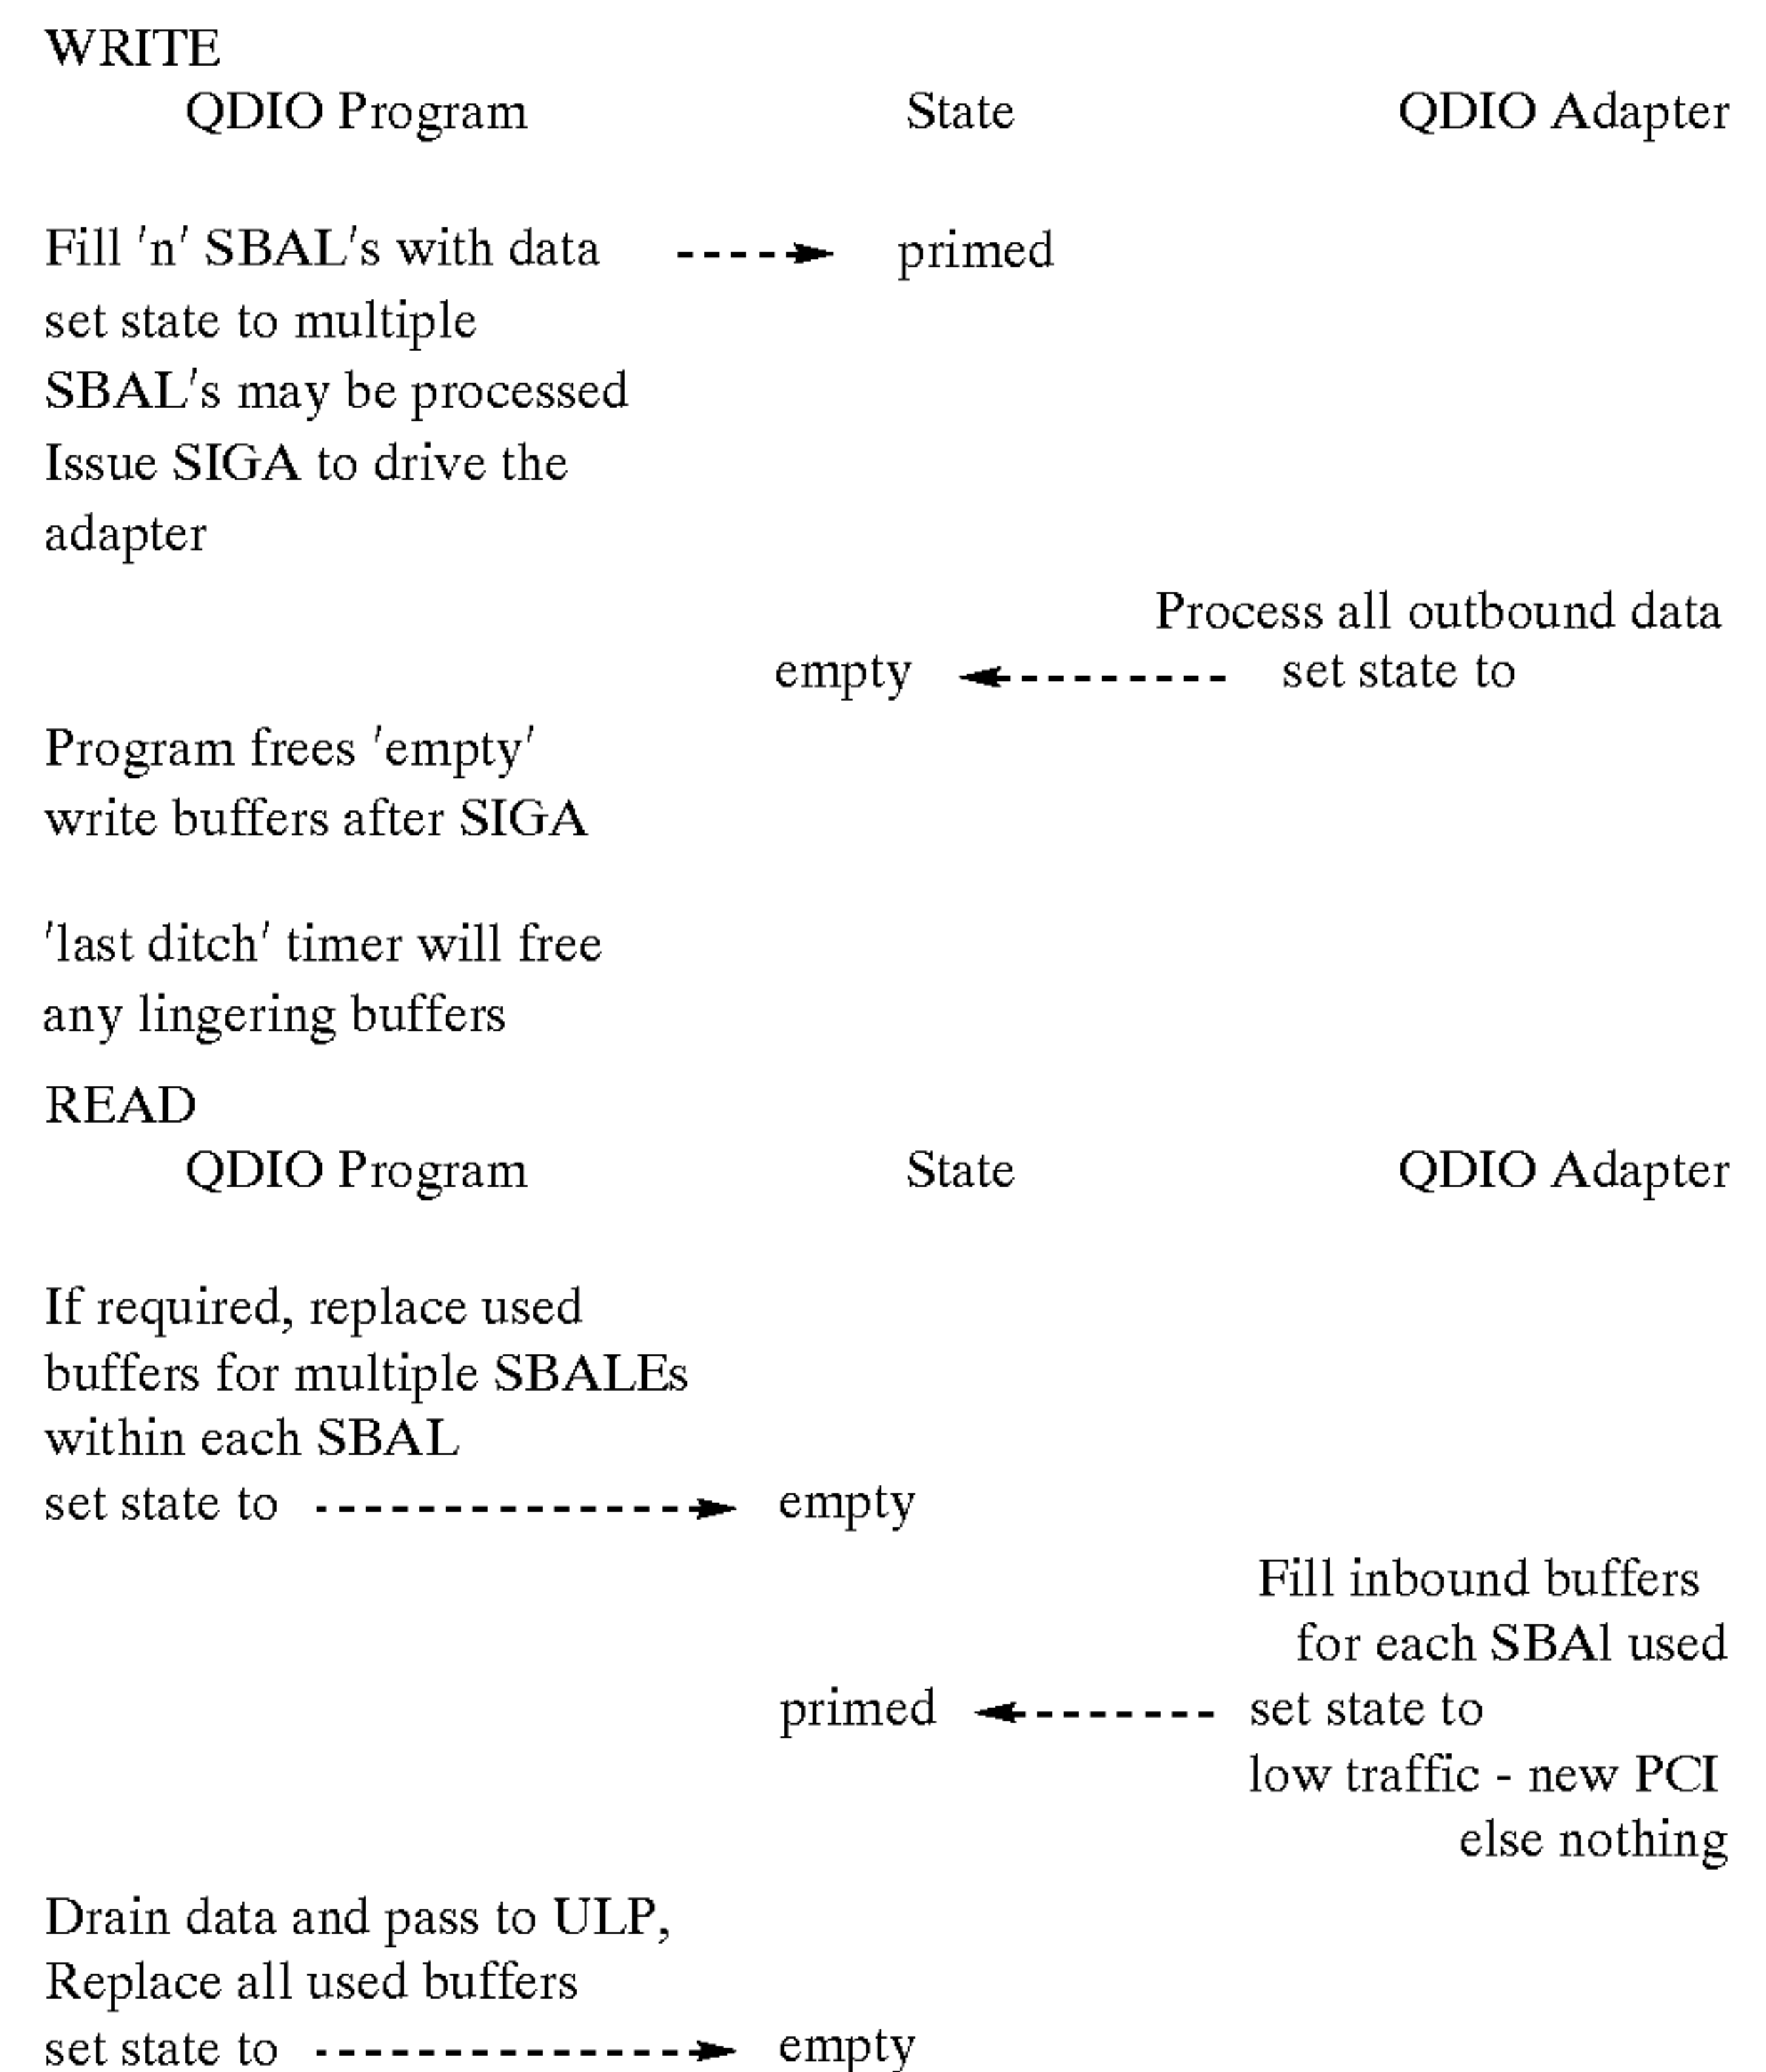 WRITE
QDIO Program State QDIO Adapter
Fill 'n' SBAL's with data primed
set state to multiple
SBAL's may be processed
Issue SIGA to drive the
adapter
Process all outbound data
empty set state to
Program frees 'empty'
write buffers after SIGA
'last ditch' timer will free
any lingering buffers
READ
QDIO Program State QDIO Adapter
If required, replace used
buffers for multiple SBALEs
within each SBAL
set state to empty
Fill inbound buffers
for each SBAl used
primed set state to
low traffic - new PCI
else nothing
Drain data and pass to ULP,
Replace all used buffers
set state to empty